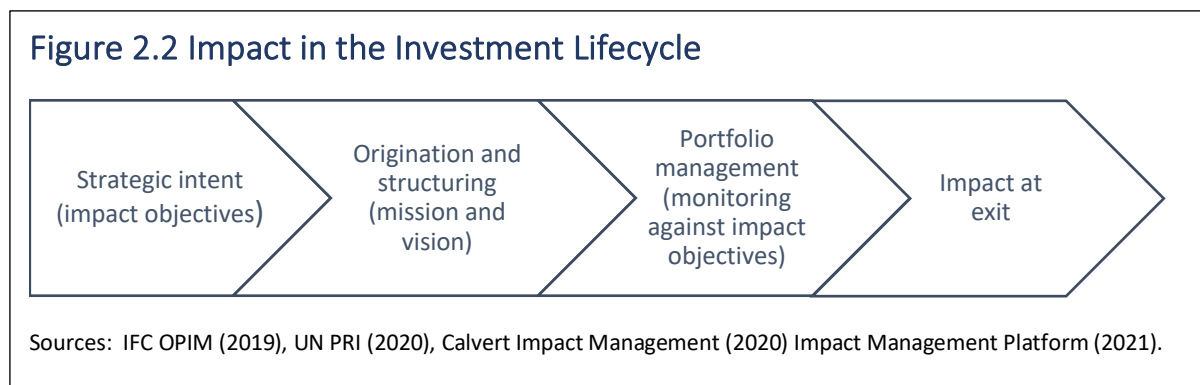 Figure 2.2 Impact in the Investment Lifecycle
Strategic intent
(impact objectives)
Origination and
structuring
(mission and
vision)
Portfolio
management
(monitoring
against impact
objectives)
Impact at
exit
Sources:  IFC OPIM (2019), UN PRI (2020), Calvert Impact Management (2020) Impact Management Platform (2021).